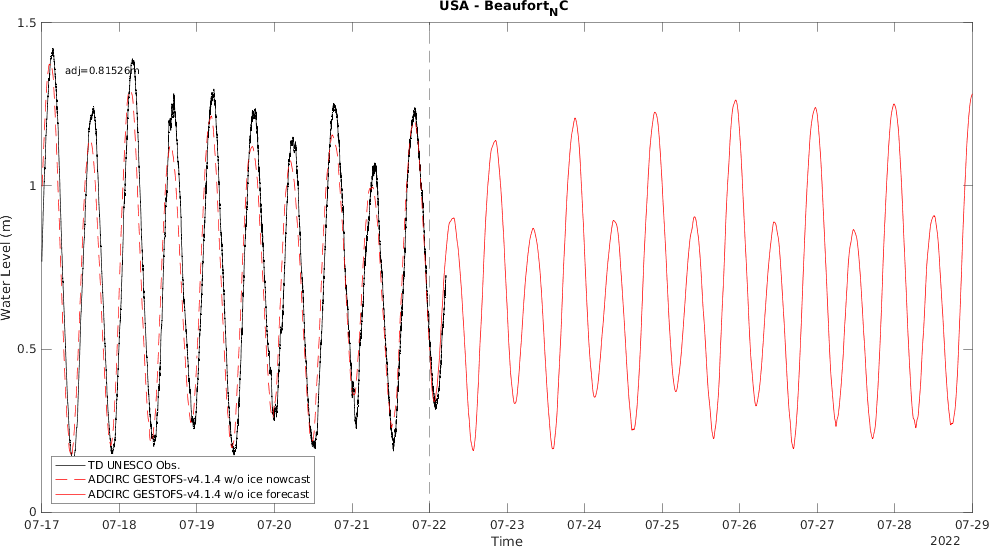 USA - Beaufort_NC
adj=0.81526m
1.5
1
0.5
0
Water Level (m)
TD UNESCO Obs.
ADCIRC GESTOFS-v4.1.4 w/o ice nowcast
ADCIRC GESTOFS-v4.1.4 w/o ice forecast
07-17 07-18 07-19 07-20 07-21 07-22 07-23 07-24 07-25 07-26 07-27 07-28 07-29
Time
2022